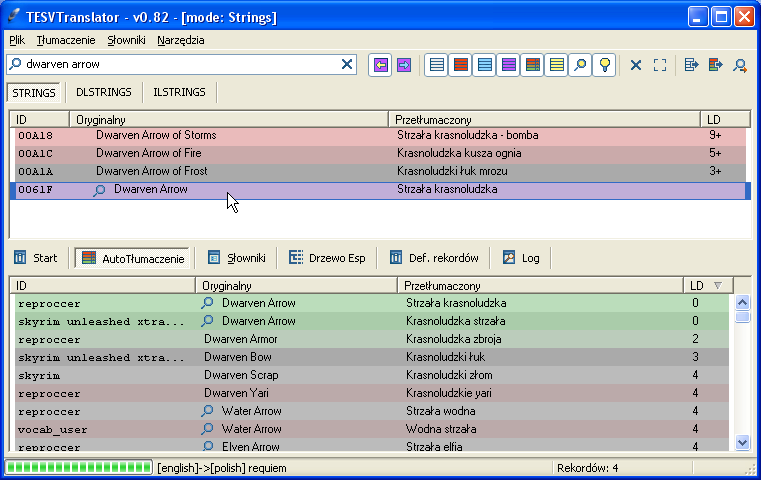 TESVTranslator - v0.82 - [mode: Strings]
Plik Tłumaczenie Słowniki Narzędzia
dwarven arrow
STRINGS DLSTRINGS ILSTRINGS
ID Oryginalny Przetłumaczony LD
00A18 Dwarven Arrow of Storms Strzała krasnoludzka - bomba 9+
00A1C Dwarven Arrow of Fire Krasnoludzka kusza ognia 5+
00A1A Dwarven Arrow of Frost Krasnoludzki łuk mrozu 3+
0061F Dwarven Arrow Strzała krasnoludzka
Start AutoTłumaczenie Słowniki Drzewo Esp Def. rekordów Log
ID Oryginalny Przetłumaczony LD
reproccer Dwarven Arrow Strzała krasnoludzka 0
skyrim unleashed xtra... Dwarven Arrow Krasnoludzka strzała 0
reproccer Dwarven Armor Krasnoludzka zbroja 2
skyrim unleashed xtra... Dwarven Bow Krasnoludzki łuk 3
skyrim Dwarven Scrap Krasnoludzki złom 4
reproccer Dwarven Yari Krasnoludzkie yari 4
reproccer Water Arrow Strzała wodna 4
vocab_user Water Arrow Wodna strzała 4
reproccer Elven Arrow Strzała elfia 4
[english]->[polish] requiem Rekordów: 4